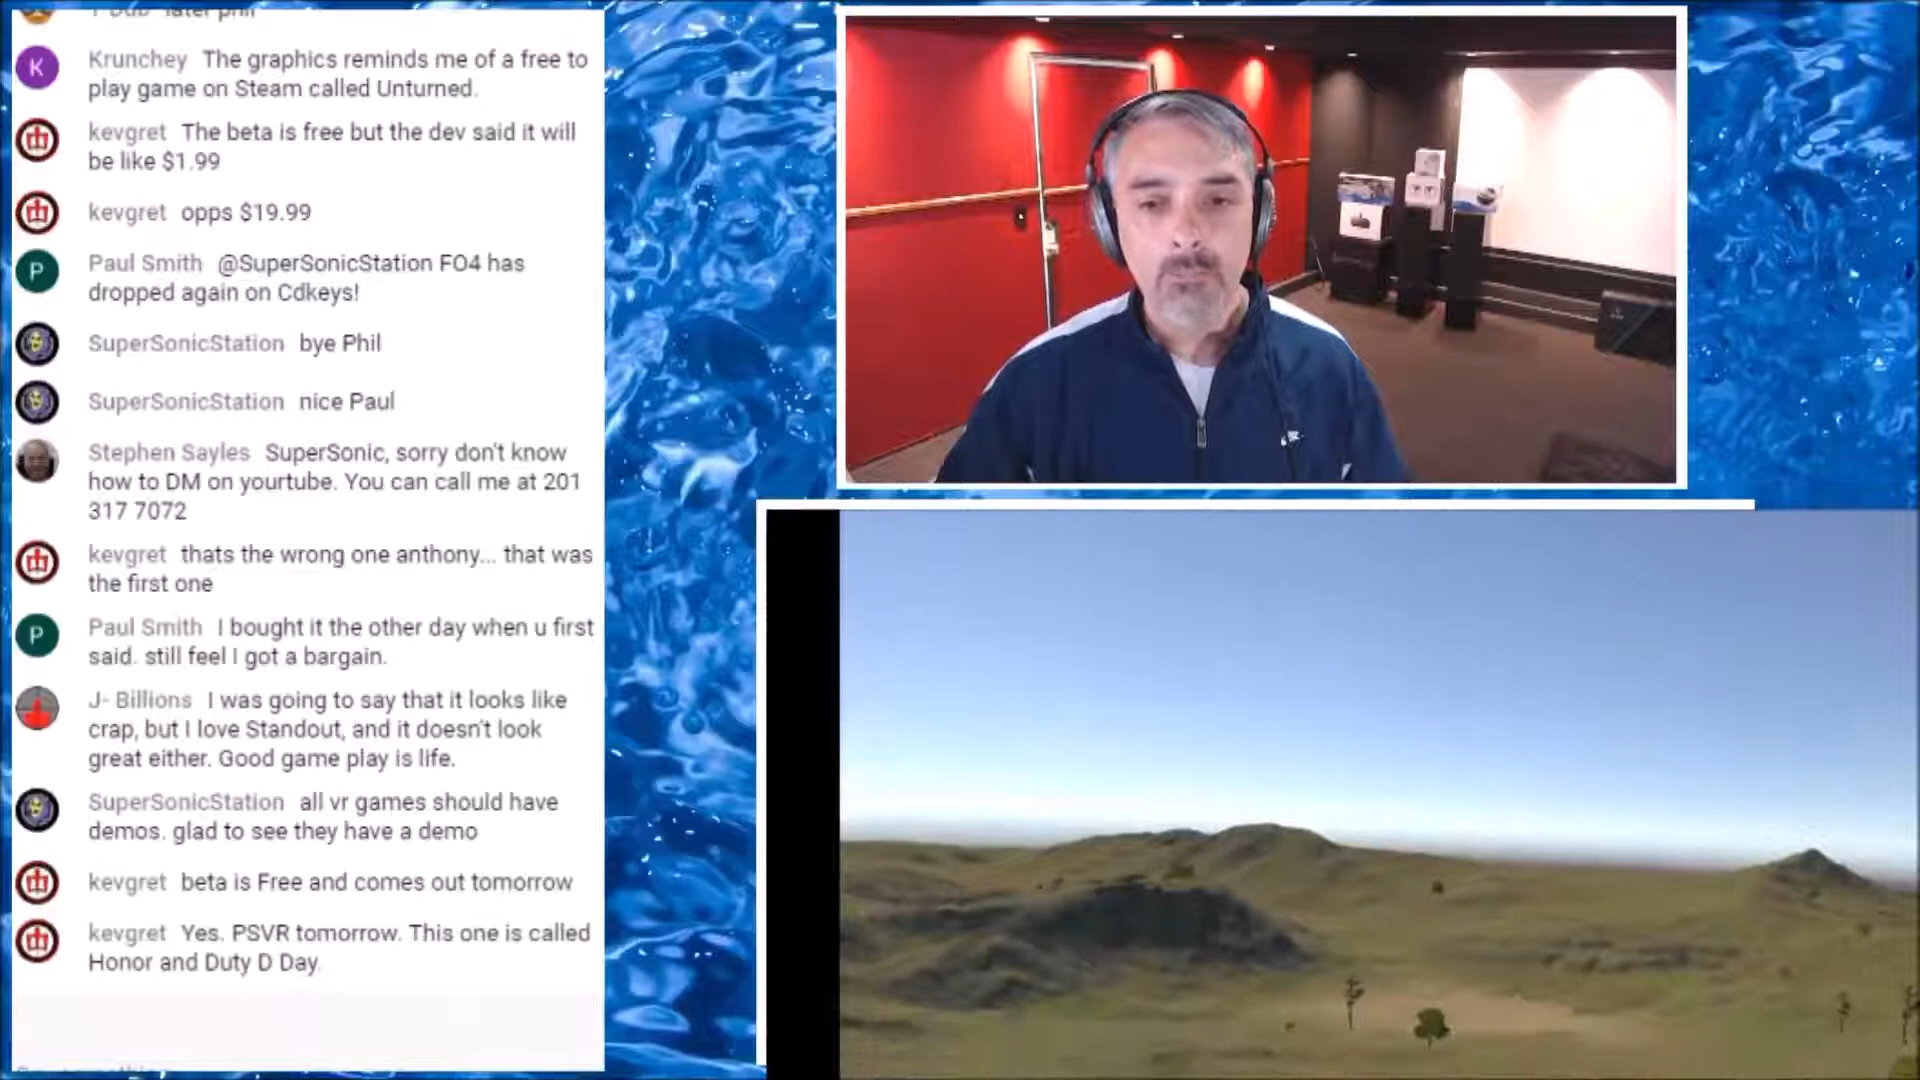 later phil
K
Krunchey The graphics reminds me of a free to
play game on Steam called Unturned.
kevgret The beta is free but the dev said it will
be like $1.99
kevgret opps $19.99
P
Paul Smith @SuperSonicStation FO4 has
dropped again on Cdkeys!
SuperSonicStation bye Phil
SuperSonicStation nice Paul
Stephen Sayles SuperSonic, sorry don't know
how to DM on yourtube. You can call me at 201
317 7072
kevgret thats the wrong one anthony... that was
the first one
P
Paul Smith I bought it the other day when u first
said. still feel I got a bargain.
J- Billions I was going to say that it looks like
crap, but I love Standout, and it doesn't look
great either. Good game play is life.
SuperSonicStation all vr games should have
demos. glad to see they have a demo
kevgret beta is Free and comes out tomorrow
kevgret Yes. PSVR tomorrow. This one is called
Honor and Duty D Day.